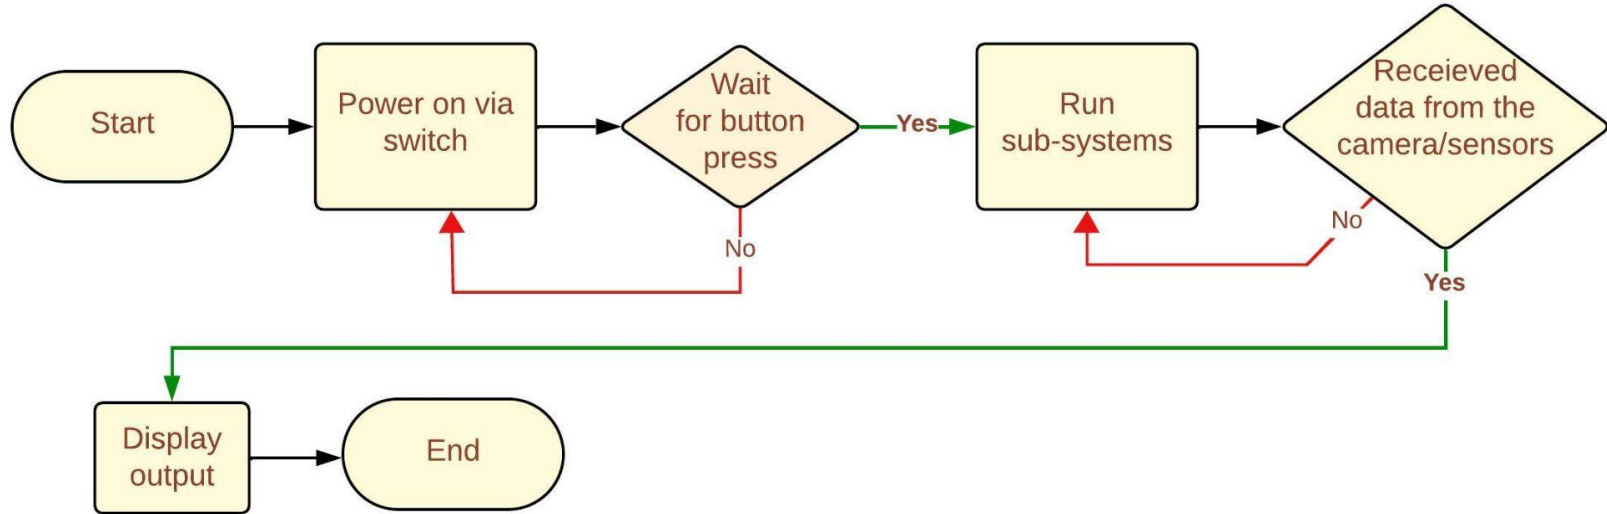 Start
Power on via
switch
Wait
for button
press
Yes
No
Run
sub-systems
Receieved
data from the
camera/sensors
No
Yes
Display
output
End